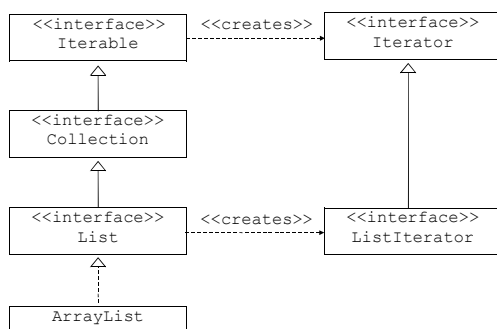 <<interface>>
Iterable
<<creates>>
<<interface>>
Iterator
<<interface>>
Collection
<<interface>>
List
<<creates>>
<<interface>>
ListIterator
ArrayList